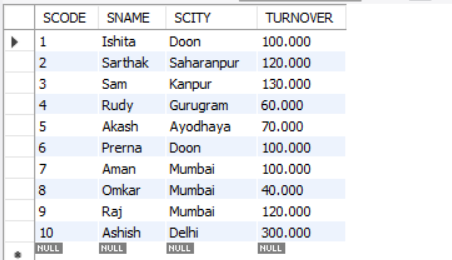 SCODE SNAME SCITY TURNOVER
1 Ishita Doon 100.000
2 Sarthak Saharanpur 120.000
3 Sam Kanpur 130.000
4 Rudy Gurugram 60.000
5 Akash Ayodhaya 70.000
6 Prerna Doon 100.000
7 Aman Mumbai 100.000
8 Omkar Mumbai 40.000
9 Raj Mumbai 120.000
10 Ashish Delhi 300.000
NULL NULL NULL NULL